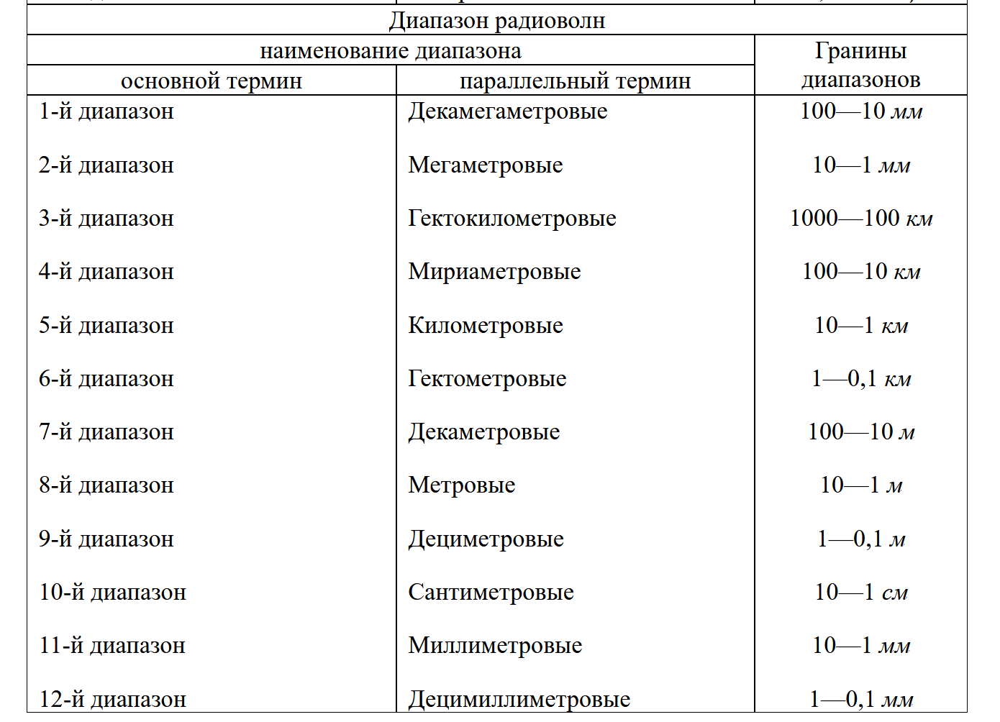 Диапазон радиоволн
наименование диапазона
Гранины
диапазонов
основной термин
параллельный термин
1-й диапазон Декамегаметровые 100—10 мм
2-й диапазон Мегаметровые 10—1 мм
3-й диапазон Гектокилометровые 1000—100 км
4-й диапазон Мириаметровые 100—10 км
5-й диапазон Километровые 10—1 км
6-й диапазон Гектометровые 1—0,1 км
7-й диапазон Декаметровые 100—10 м
8-й диапазон Метровые 10—1 м
9-й диапазон Дециметровые 1—0,1 м
10-й диапазон Сантиметровые 10—1 см
11-й диапазон Миллиметровые 10—1 мм
12-й диапазон Децимиллиметровые 1—0,1 мм